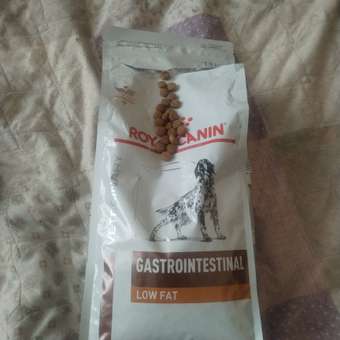 ROYAL CANIN
GASTROINTESTINAL
LOW FAT